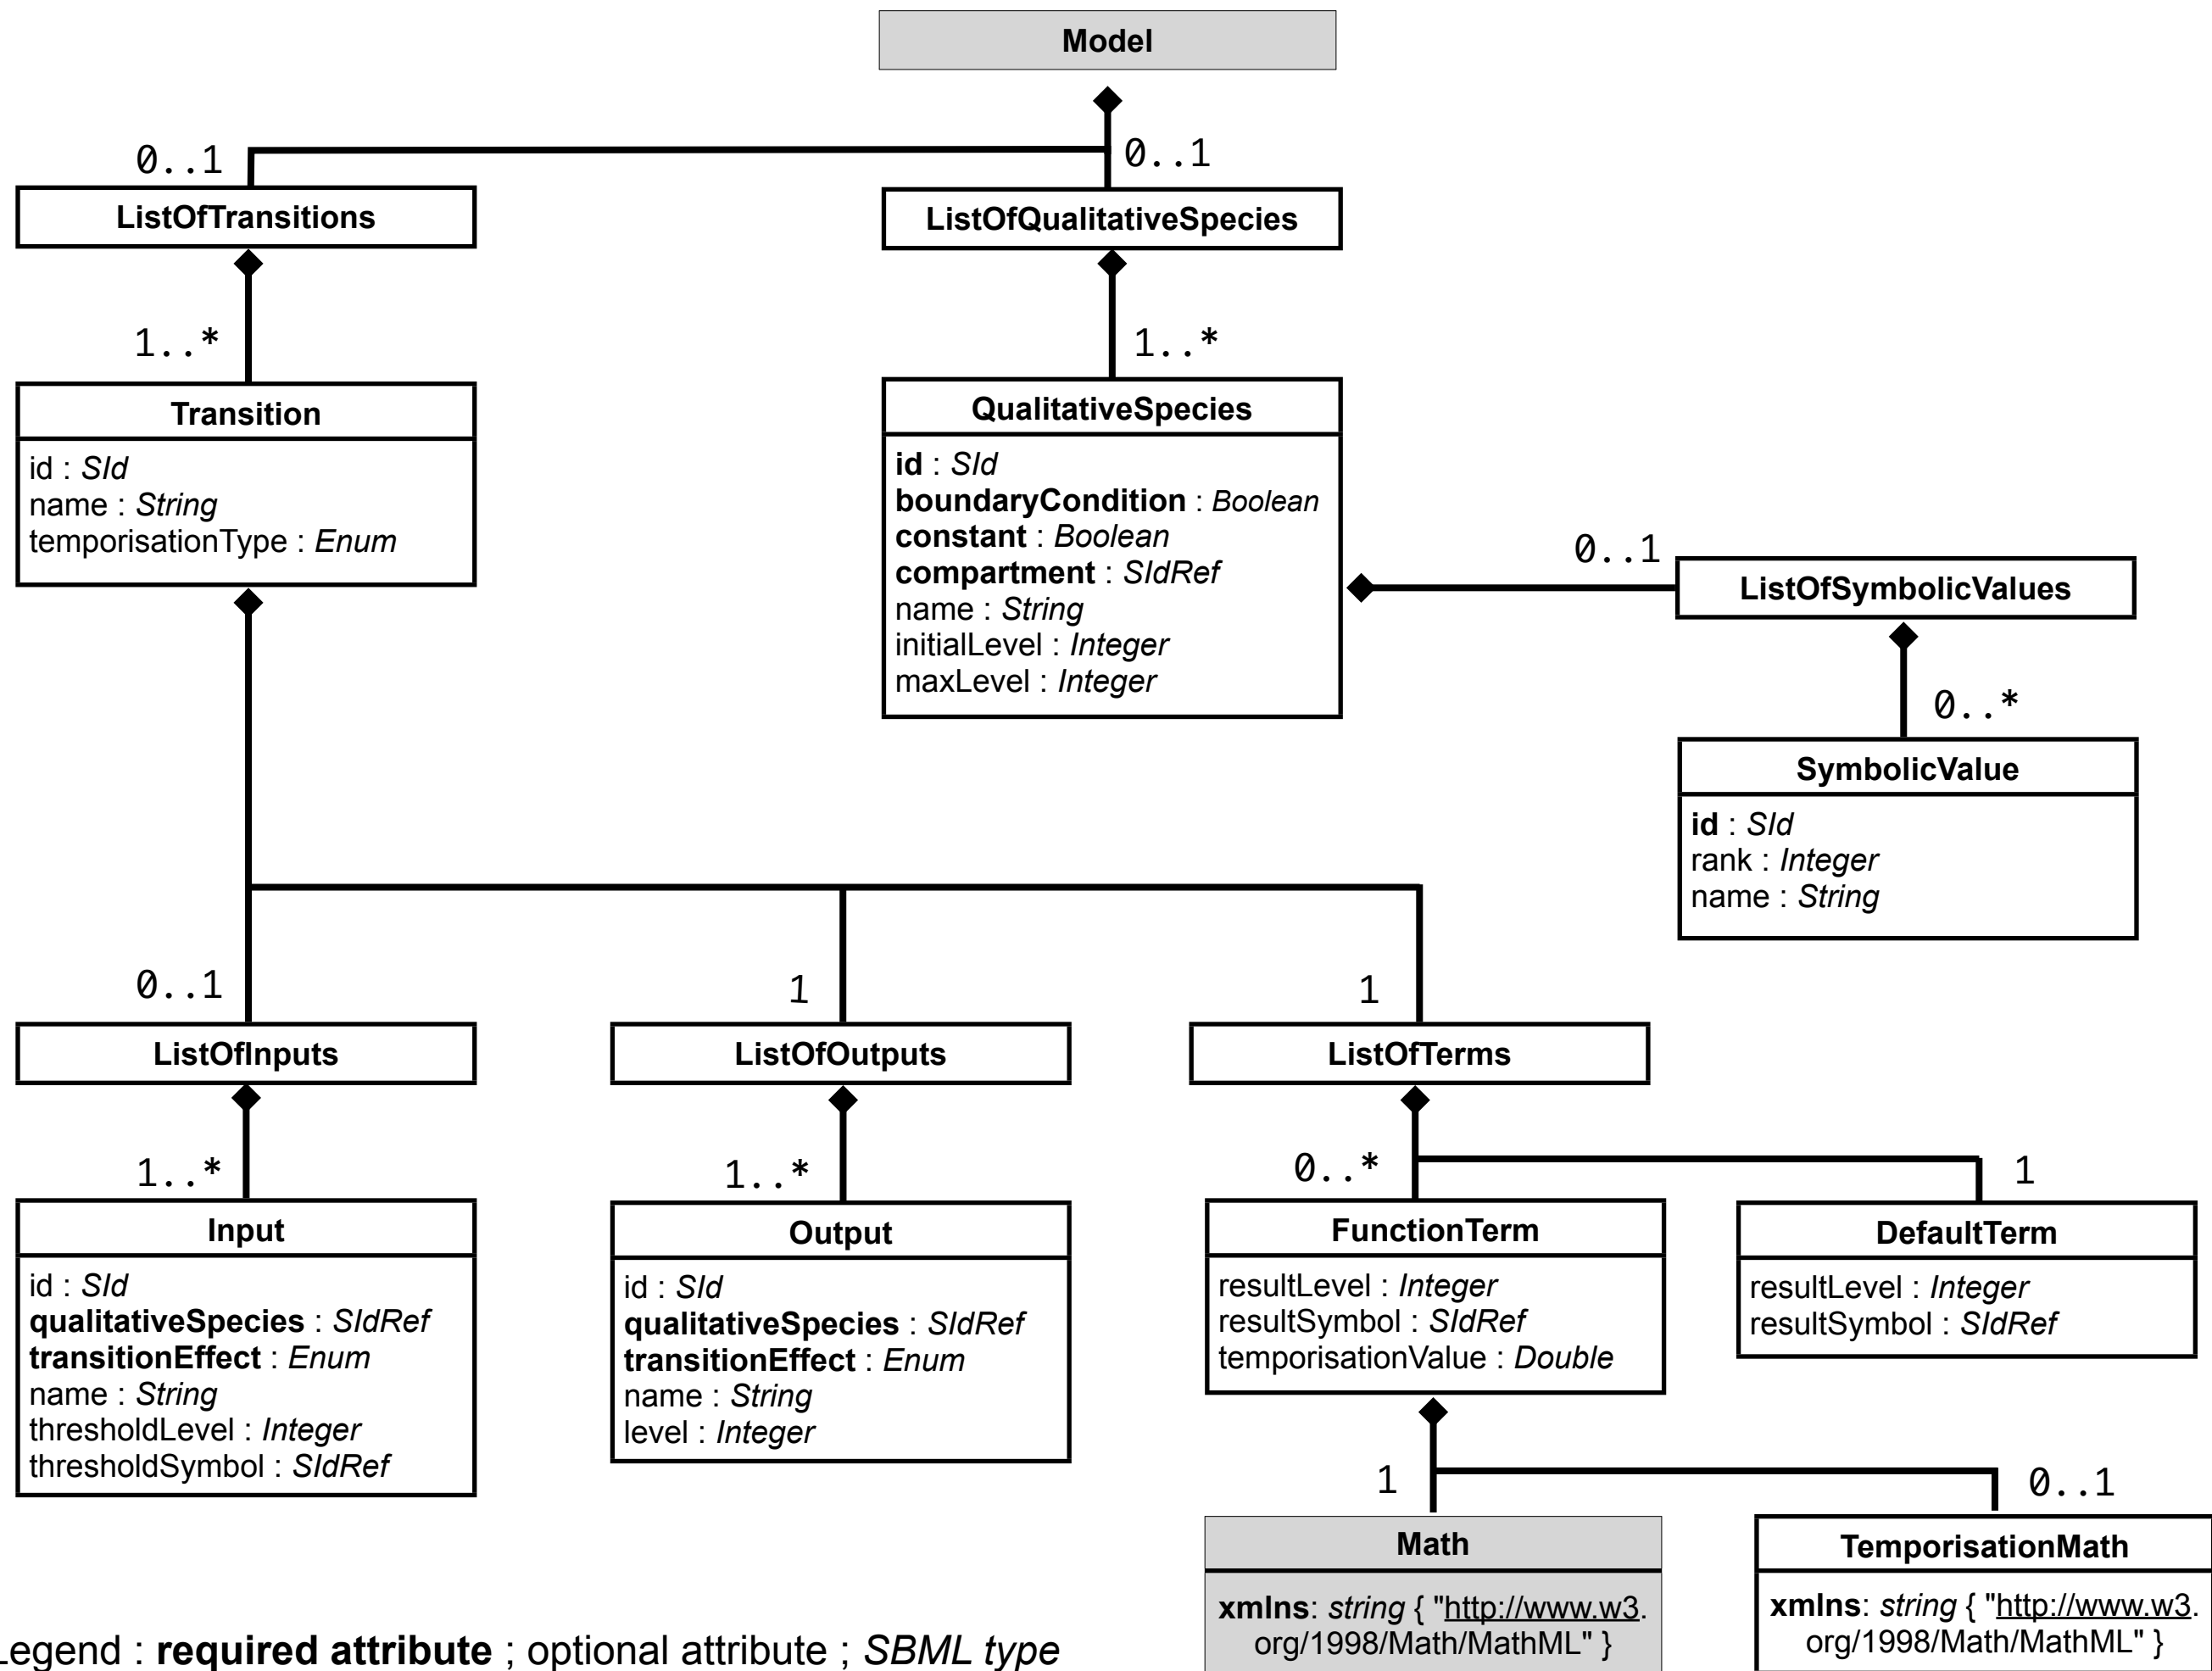 Model
0..1
0..1
ListOfTransitions
ListOfQualitativeSpecies
1..*
1..*
Transition
id : SId
name : String
temporisationType : Enum
QualitativeSpecies
id : SId
boundaryCondition : Boolean
constant : Boolean
compartment : SIdRef
name : String
initialLevel : Integer
maxLevel : Integer
0..1
ListOfSymbolicValues
0..*
SymbolicValue
id : SId
rank : Integer
name : String
0..1
1
1
ListOfInputs
ListOfOutputs
ListOfTerms
1..*
1..*
0..*
1
Input
id : SId
qualitativeSpecies : SIdRef
transitionEffect : Enum
name : String
thresholdLevel : Integer
thresholdSymbol : SIdRef
Output
id : SId
qualitativeSpecies : SIdRef
transitionEffect : Enum
name : String
level : Integer
FunctionTerm
resultLevel : Integer
resultSymbol : SIdRef
temporisationValue : Double
DefaultTerm
resultLevel : Integer
resultSymbol : SIdRef
1
0..1
Math
xmlns: string { "http://www.w3.
org/1998/Math/MathML" }
TemporisationMath
xmlns: string { "http://www.w3.
org/1998/Math/MathML" }
Legend : required attribute ; optional attribute ; SBML type